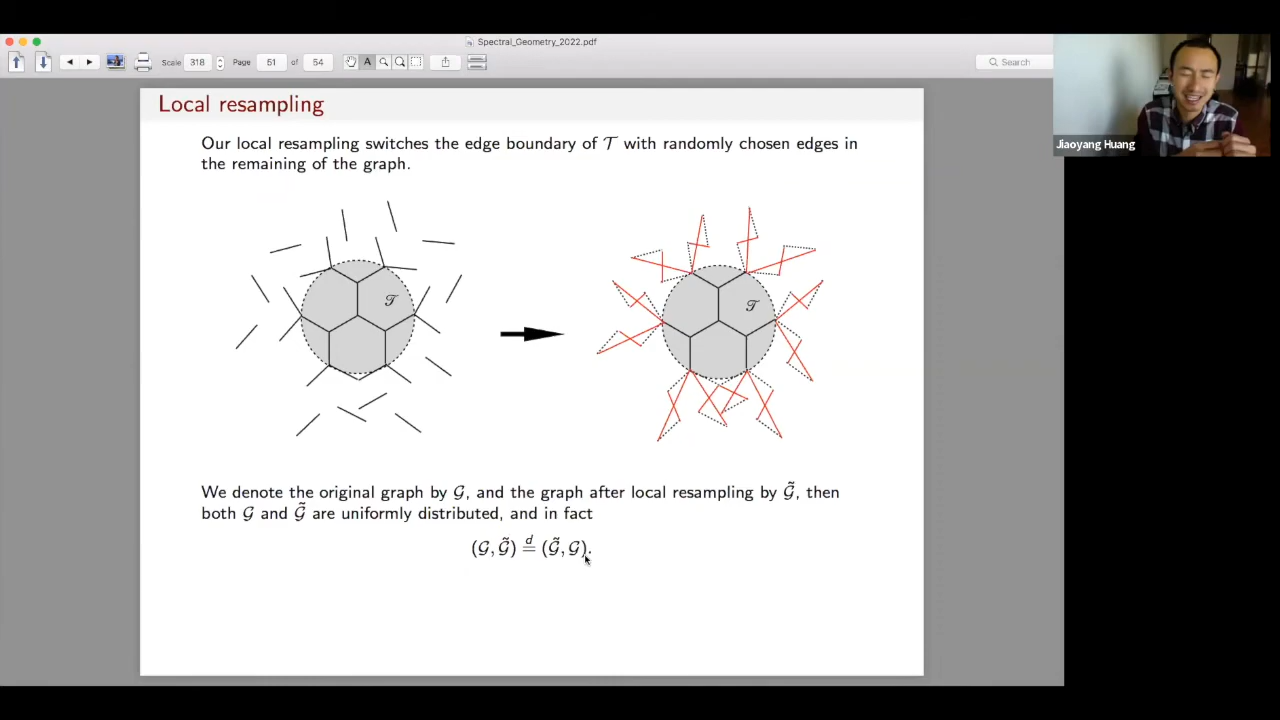 Spectral_Geometry_2022.pdf
Scale 318 Page 51 of 54 A Search
Local resampling
Our local resampling switches the edge boundary of 𝒯 with randomly chosen edges in
the remaining of the graph.
𝒯
𝒯
We denote the original graph by 𝒢, and the graph after local resampling by 𝒢̃, then
both 𝒢 and 𝒢̃ are uniformly distributed, and in fact
(𝒢, 𝒢̃) d= (𝒢̃, 𝒢).
Jiaoyang Huang